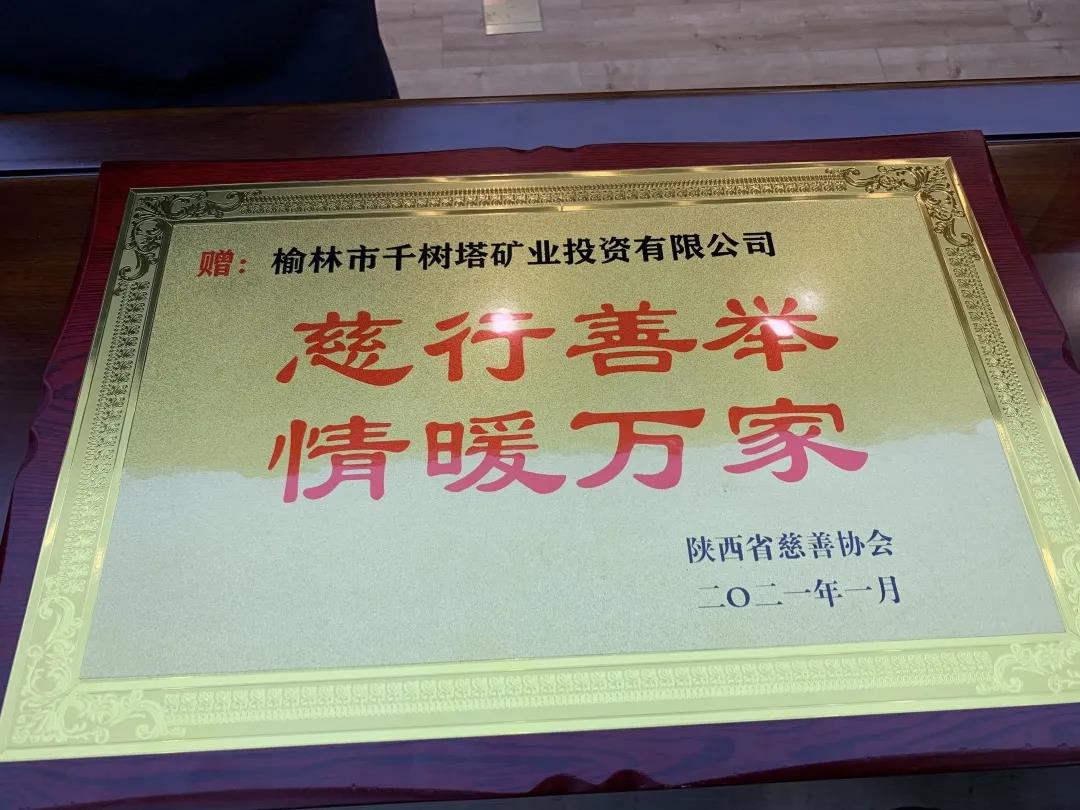 赠：榆林市千树塔矿业投资有限公司
慈行善举
情暖万家
陕西省慈善协会
二〇二一年一月